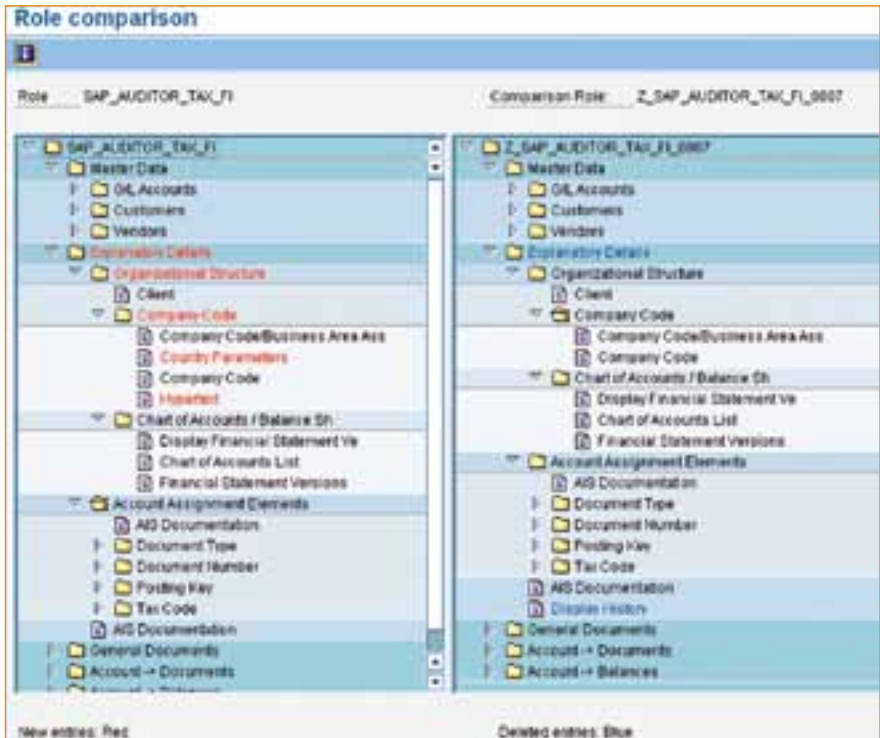 Role comparison
Role SAP_AUDITOR_TAX_FI
Comparison Role: Z_SAP_AUDITOR_TAX_FI_0007
SAP_AUDITOR_TAX_FI
Master Data
G/L Accounts
Customers
Vendors
Explanatory Details
Organizational Structure
Client
Company Code
Company Code/Business Area Ass
Country Parameters
Company Code
Hypertext
Chart of Accounts / Balance Sh
Display Financial Statement Ve
Chart of Accounts List
Financial Statement Versions
Account Assignment Elements
AIS Documentation
Document Type
Document Number
Posting Key
Tax Code
AIS Documentation
General Documents
Account -> Documents
Account -> Balances
Z_SAP_AUDITOR_TAX_FI_0007
Master Data
G/L Accounts
Customers
Vendors
Explanatory Details
Organizational Structure
Client
Company Code
Company Code/Business Area Ass
Company Code
Chart of Accounts / Balance Sh
Display Financial Statement Ve
Chart of Accounts List
Financial Statement Versions
Account Assignment Elements
AIS Documentation
Document Type
Document Number
Posting Key
Tax Code
AIS Documentation
Display History
General Documents
Account -> Documents
Account -> Balances
New entries: Red
Deleted entries: Blue